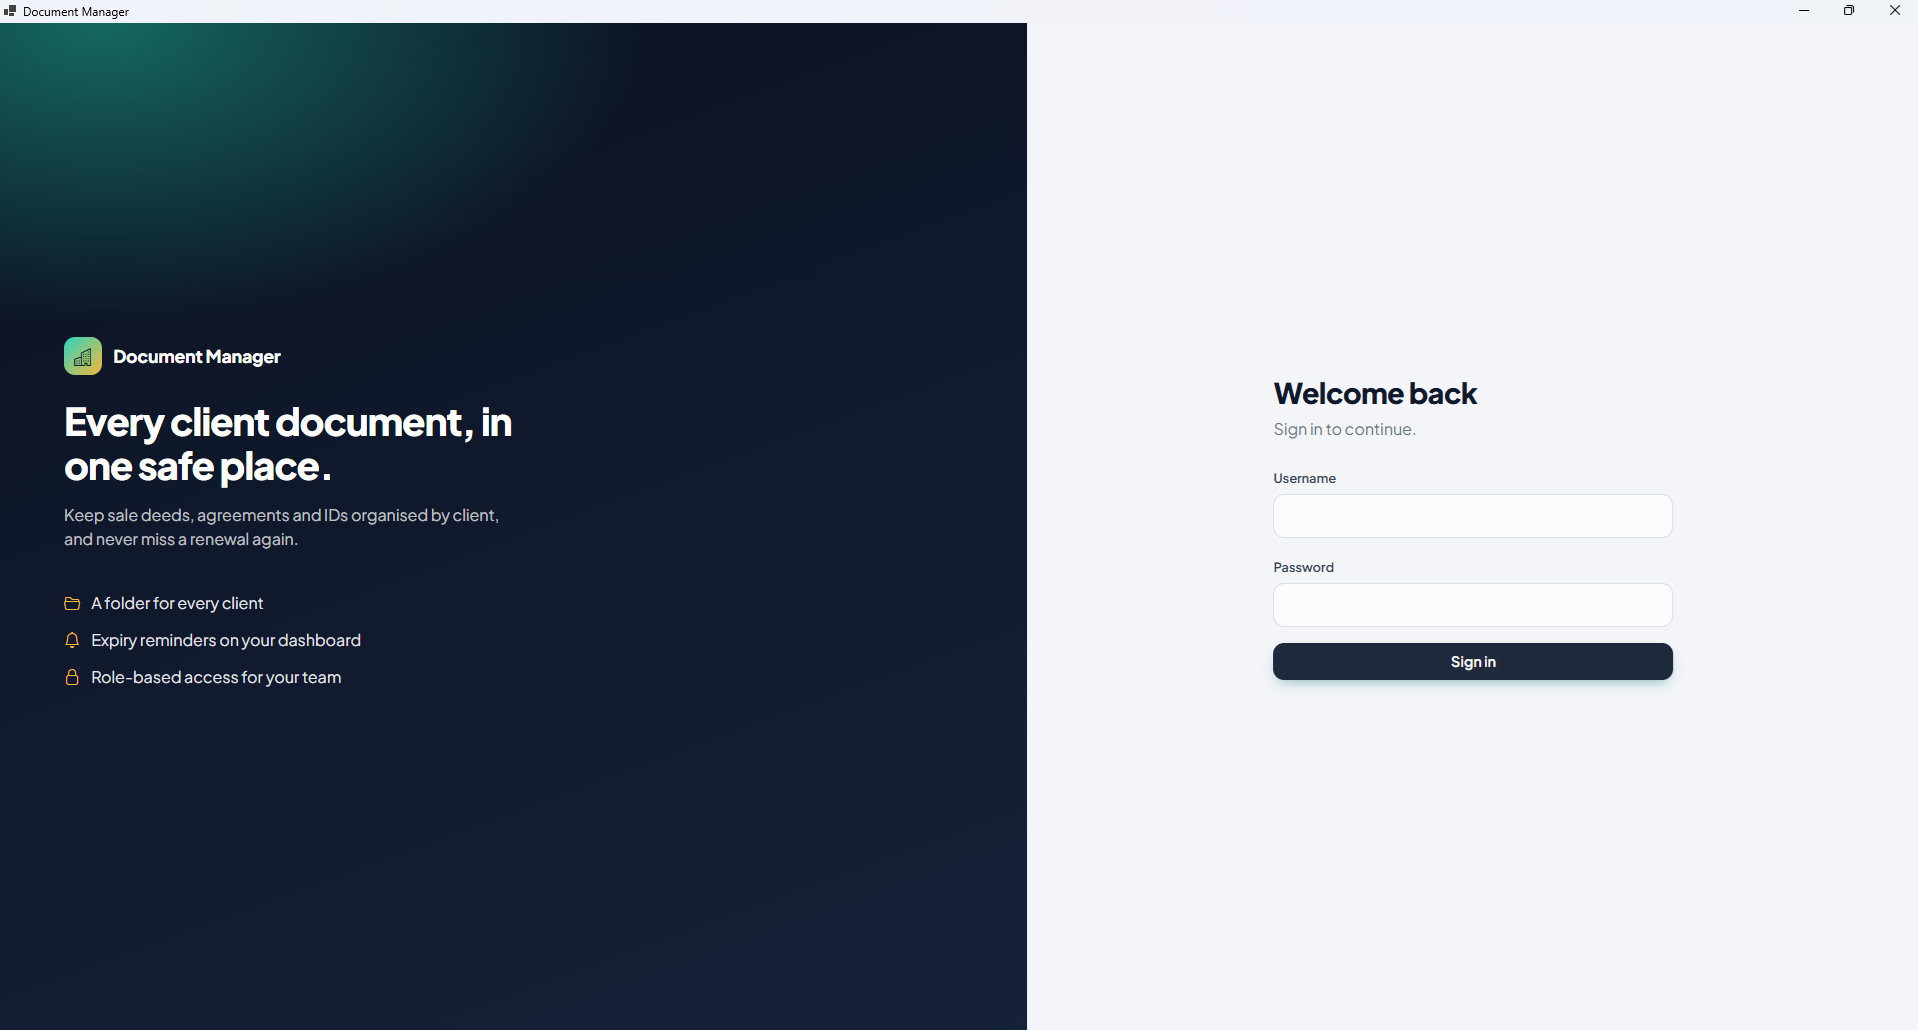 Document Manager
Document Manager
Every client document, in
one safe place.
Keep sale deeds, agreements and IDs organised by client,
and never miss a renewal again.
A folder for every client
Expiry reminders on your dashboard
Role-based access for your team
Welcome back
Sign in to continue.
Username
Password
Sign in